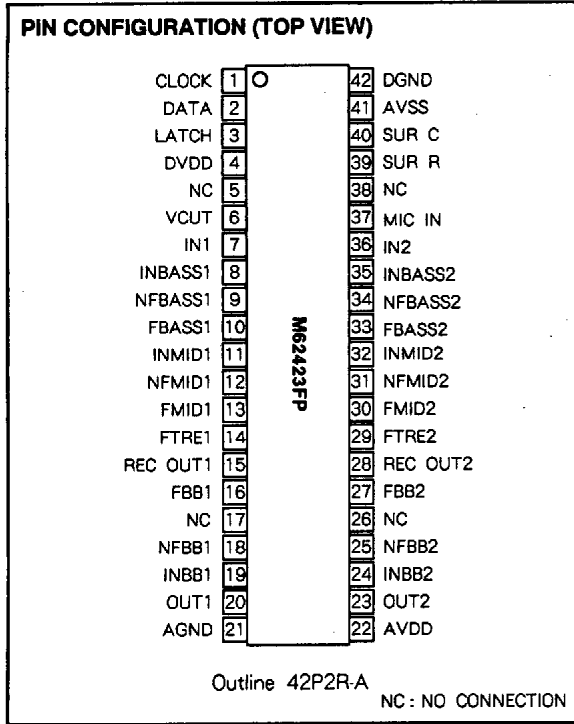 PIN CONFIGURATION (TOP VIEW)
CLOCK 1 42 DGND
DATA 2 41 AVSS
LATCH 3 40 SUR C
DVDD 4 39 SUR R
NC 5 38 NC
VCUT 6 37 MIC IN
IN1 7 36 IN2
INBASS1 8 35 INBASS2
NFBASS1 9 34 NFBASS2
FBASS1 10 33 FBASS2
INMID1 11 32 INMID2
NFMID1 12 31 NFMID2
FMID1 13 30 FMID2
FTRE1 14 29 FTRE2
REC OUT1 15 28 REC OUT2
FBB1 16 27 FBB2
NC 17 26 NC
NFBB1 18 25 NFBB2
INBB1 19 24 INBB2
OUT1 20 23 OUT2
AGND 21 22 AVDD
M62423FP
Outline 42P2R-A
NC : NO CONNECTION